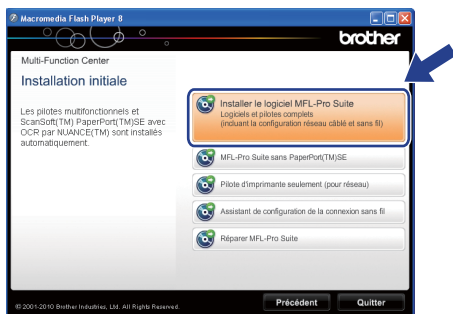 Macromedia Flash Player 8
brother
Multi-Function Center
Installation initiale
Les pilotes multifonctionnels et
ScanSoft(TM) PaperPort(TM)SE avec
OCR par NUANCE(TM) sont installés
automatiquement.
Installer le logiciel MFL-Pro Suite
Logiciels et pilotes complets
(incluant la configuration réseau câblé et sans fil)
MFL-Pro Suite sans PaperPort(TM)SE
Pilote d'imprimante seulement (pour réseau)
Assistant de configuration de la connexion sans fil
Réparer MFL-Pro Suite
© 2001-2010 Brother Industries, Ltd. All Rights Reserved.
Précédent
Quitter